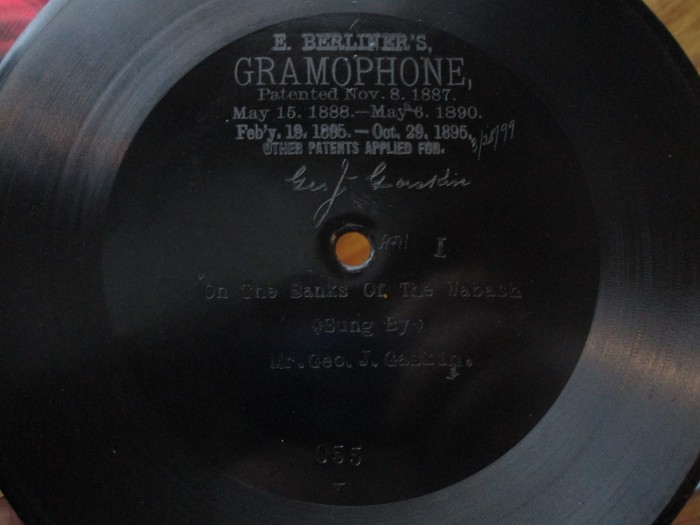 E. BERLINER'S,
GRAMOPHONE,
Patented Nov. 8. 1887.
May 15. 1888.—May 6. 1890.
Feb'y. 19. 1895.—Oct. 29, 1895.
OTHER PATENTS APPLIED FOR.
Geo J Gaskin
I
On The Banks Of The Wabash
(Sung By)
Mr. Geo. J. Gaskin.
055